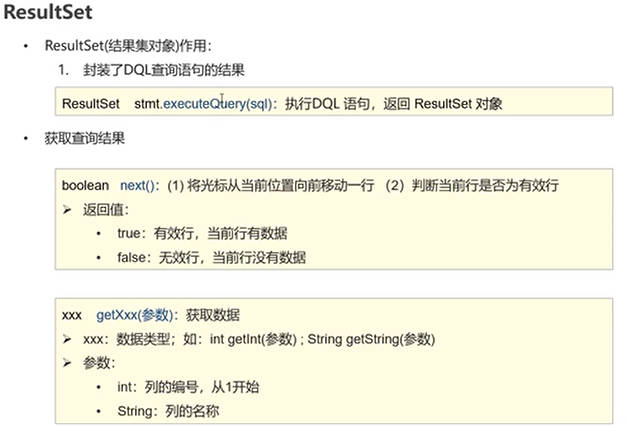 ResultSet
• ResultSet(结果集对象)作用：
1. 封装了DQL查询语句的结果
ResultSet stmt.executeQuery(sql)：执行DQL 语句，返回 ResultSet 对象
• 获取查询结果
boolean next()：(1) 将光标从当前位置向前移动一行 （2）判断当前行是否为有效行
➢ 返回值：
• true：有效行，当前行有数据
• false：无效行，当前行没有数据
xxx getXxx(参数)：获取数据
➢ xxx：数据类型；如：int getInt(参数) ; String getString(参数)
➢ 参数：
• int：列的编号，从1开始
• String：列的名称